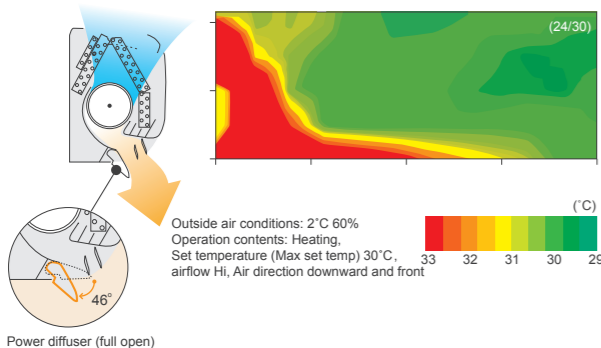 (24/30)
Outside air conditions: 2˚C 60%
Operation contents: Heating,
Set temperature (Max set temp) 30˚C,
airflow Hi, Air direction downward and front
(˚C)
33 32 31 30 29
46°
Power diffuser (full open)